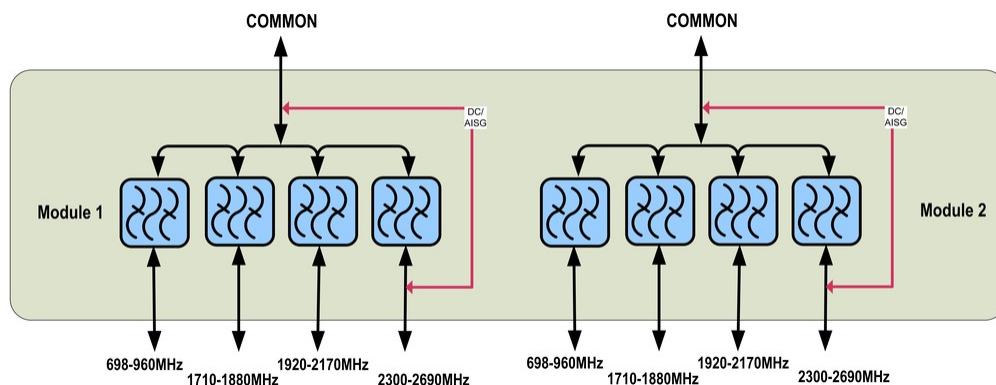 COMMON
COMMON
DC/
AISG
DC/
AISG
Module 1
Module 2
698-960MHz
1710-1880MHz
1920-2170MHz
2300-2690MHz
698-960MHz
1710-1880MHz
1920-2170MHz
2300-2690MHz